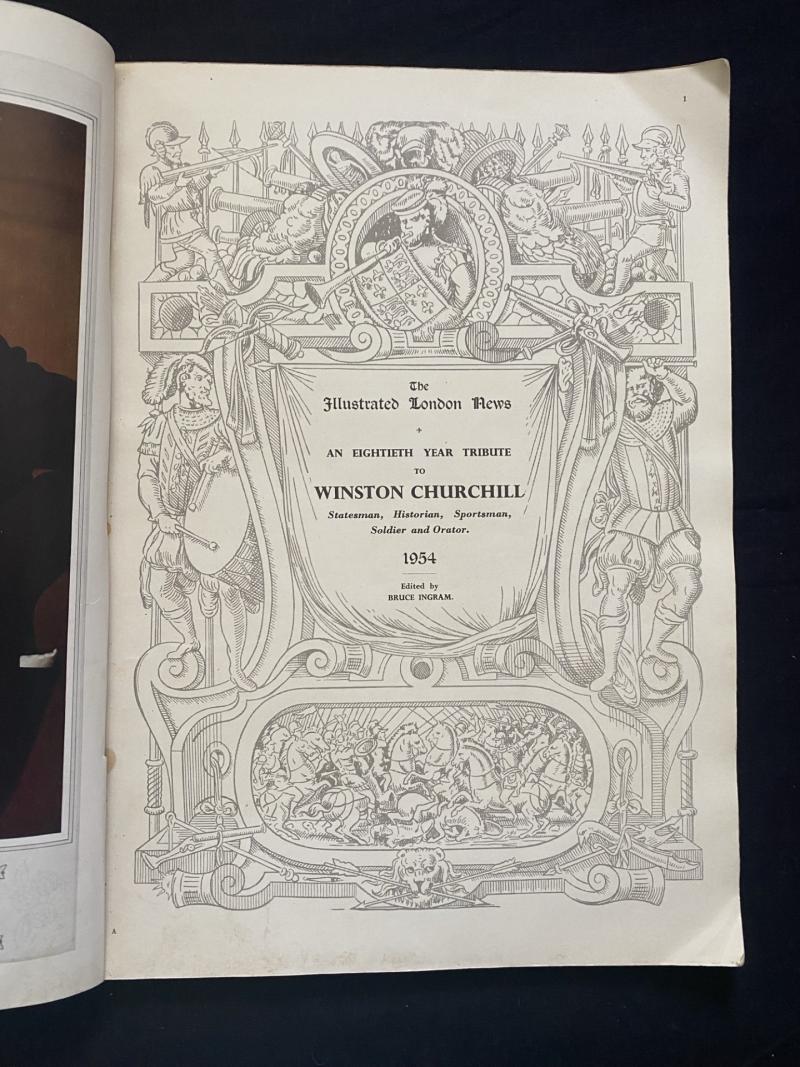 1
The
Illustrated London News
+
AN EIGHTIETH YEAR TRIBUTE
TO
WINSTON CHURCHILL
Statesman, Historian, Sportsman,
Soldier and Orator.
1954
Edited by
BRUCE INGRAM.
A